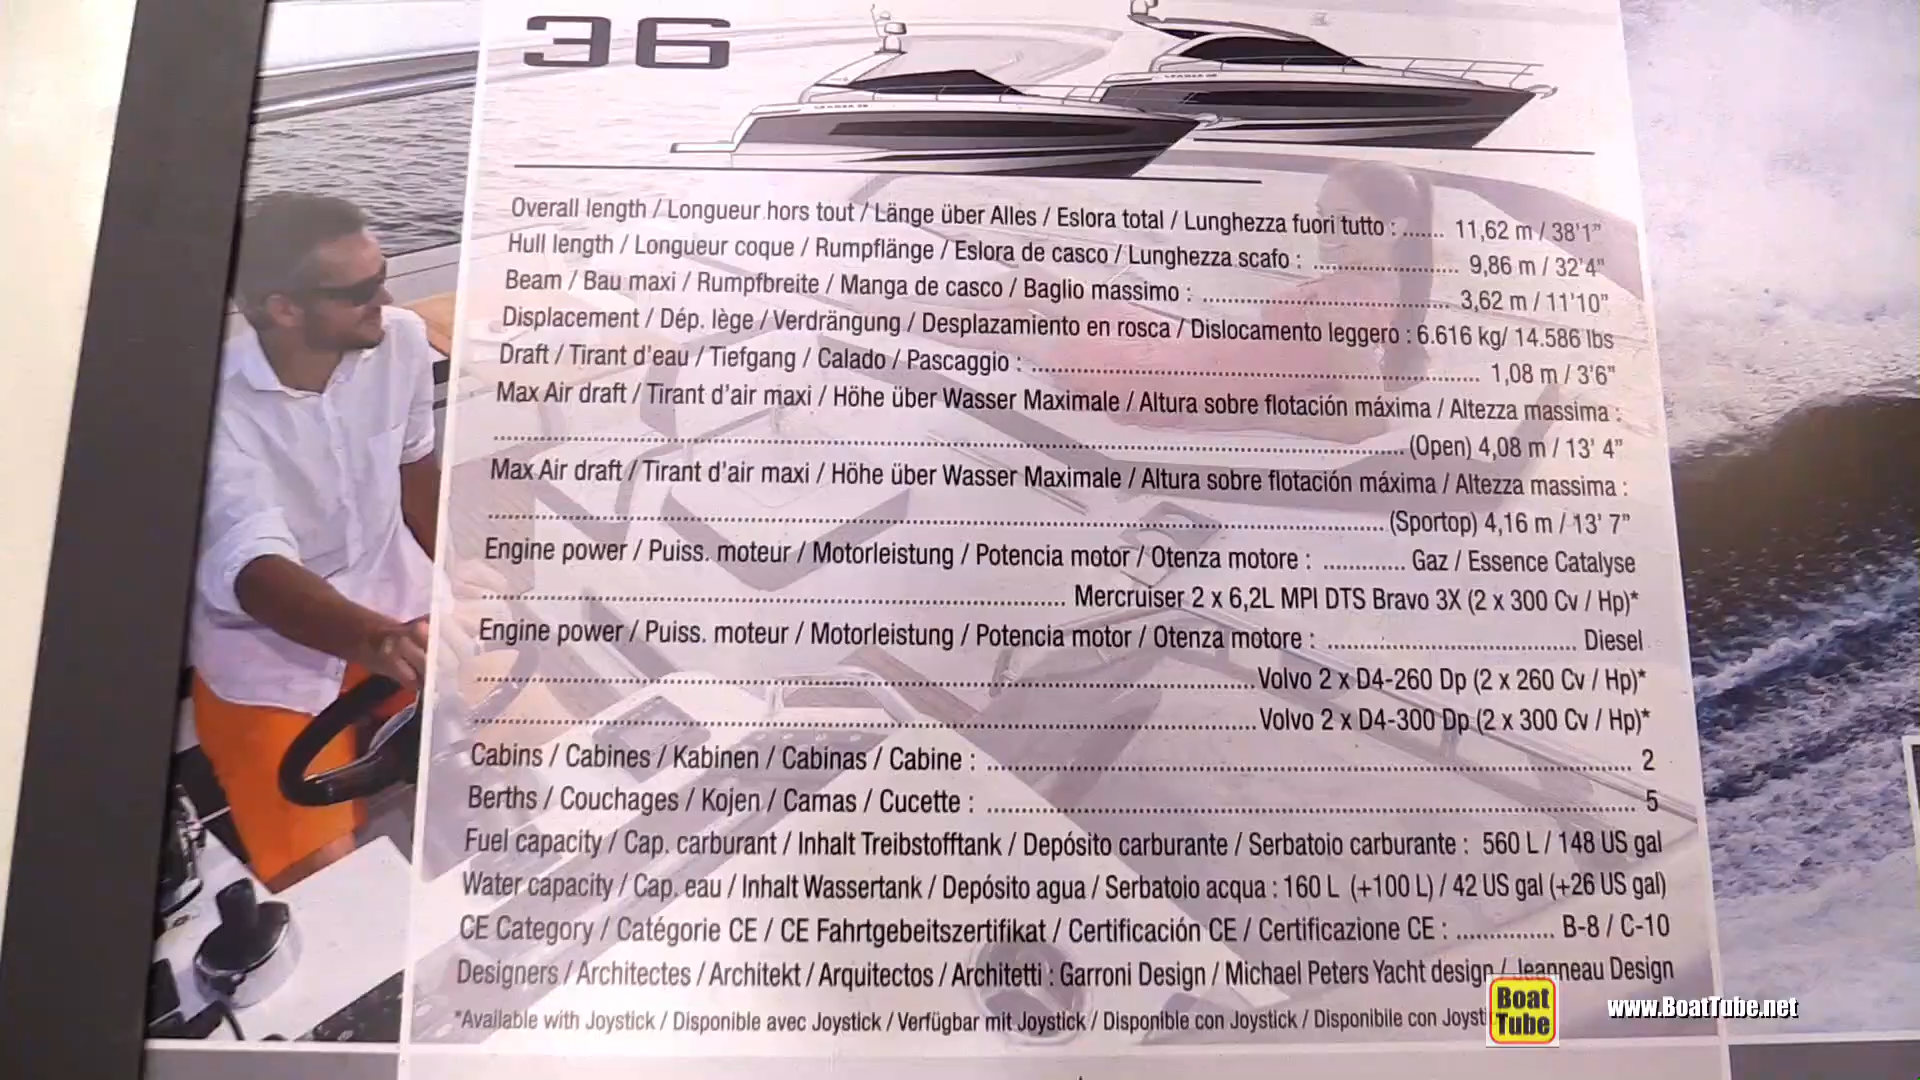 36
Overall length / Longueur hors tout / Länge über Alles / Eslora total / Lunghezza fuori tutto : ....... 11,62 m / 38'1"
Hull length / Longueur coque / Rumpflänge / Eslora de casco / Lunghezza scafo : ...................... 9,86 m / 32'4"
Beam / Bau maxi / Rumpfbreite / Manga de casco / Baglio massimo : ..................................... 3,62 m / 11'10"
Displacement / Dép. lège / Verdrängung / Desplazamiento en rosca / Dislocamento leggero : 6.616 kg/ 14.586 lbs
Draft / Tirant d'eau / Tiefgang / Calado / Pascaggio : .................................................................... 1,08 m / 3'6"
Max Air draft / Tirant d'air maxi / Höhe über Wasser Maximale / Altura sobre flotación máxima / Altezza massima :
.................................................................................................................. (Open) 4,08 m / 13' 4"
Max Air draft / Tirant d'air maxi / Höhe über Wasser Maximale / Altura sobre flotación máxima / Altezza massima :
.................................................................................................................. (Sportop) 4,16 m / 13' 7"
Engine power / Puiss. moteur / Motorleistung / Potencia motor / Otenza motore : ............. Gaz / Essence Catalyse
........................................................................... Mercruiser 2 x 6,2L MPI DTS Bravo 3X (2 x 300 Cv / Hp)*
Engine power / Puiss. moteur / Motorleistung / Potencia motor / Otenza motore : ....................................... Diesel
................................................................................................ Volvo 2 x D4-260 Dp (2 x 260 Cv / Hp)*
................................................................................................ Volvo 2 x D4-300 Dp (2 x 300 Cv / Hp)*
Cabins / Cabines / Kabinen / Cabinas / Cabine : ................................................................................ 2
Berths / Couchages / Kojen / Camas / Cucette : ................................................................................ 5
Fuel capacity / Cap. carburant / Inhalt Treibstofftank / Depósito carburante / Serbatoio carburante : 560 L / 148 US gal
Water capacity / Cap. eau / Inhalt Wassertank / Depósito agua / Serbatoio acqua : 160 L (+100 L) / 42 US gal (+26 US gal)
CE Category / Catégorie CE / CE Fahrtgebeitszertifikat / Certificación CE / Certificazione CE : ............... B-8 / C-10
Designers / Architectes / Architekt / Arquitectos / Architetti : Garroni Design / Michael Peters Yacht design / Jeanneau Design
*Available with Joystick / Disponible avec Joystick / Verfügbar mit Joystick / Disponible con Joystick / Disponibile con
Boat
Tube
www.BoatTube.net